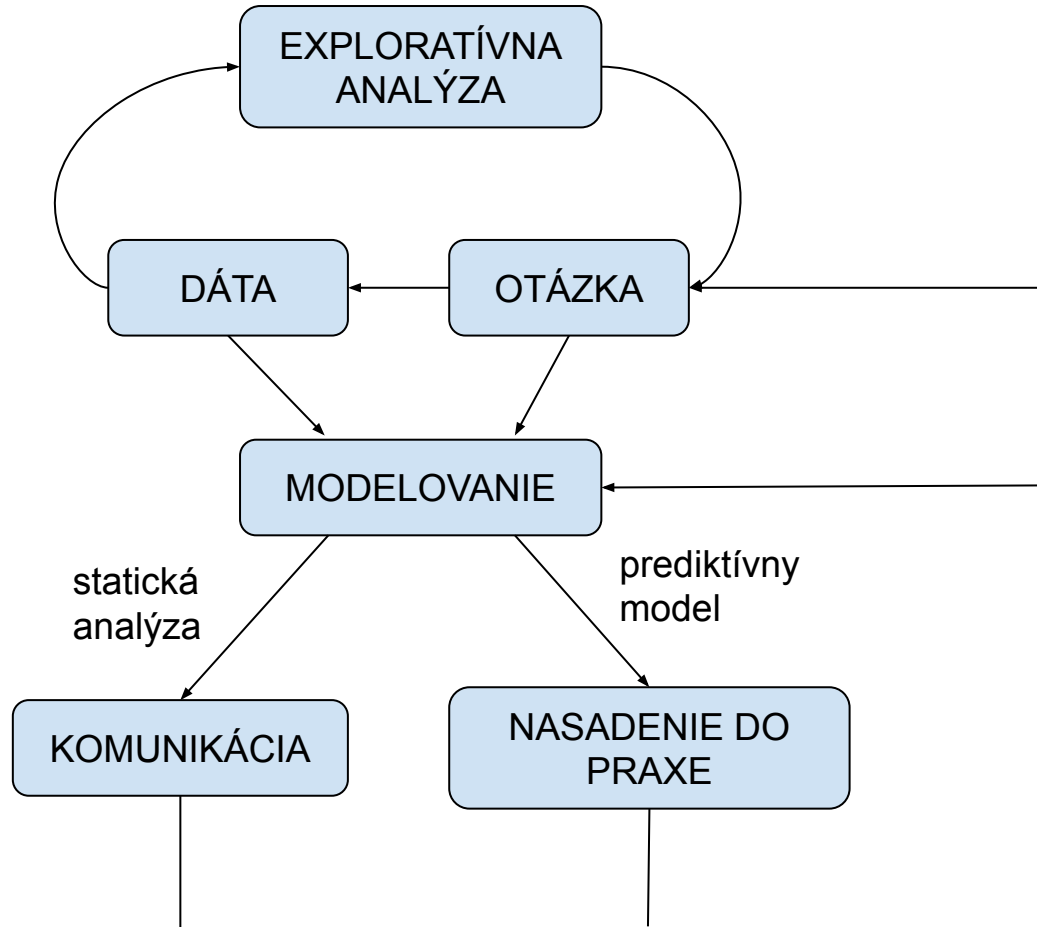 EXPLORATÍVNA
ANALÝZA
DÁTA
OTÁZKA
MODELOVANIE
statická
analýza
prediktívny
model
KOMUNIKÁCIA
NASADENIE DO
PRAXE